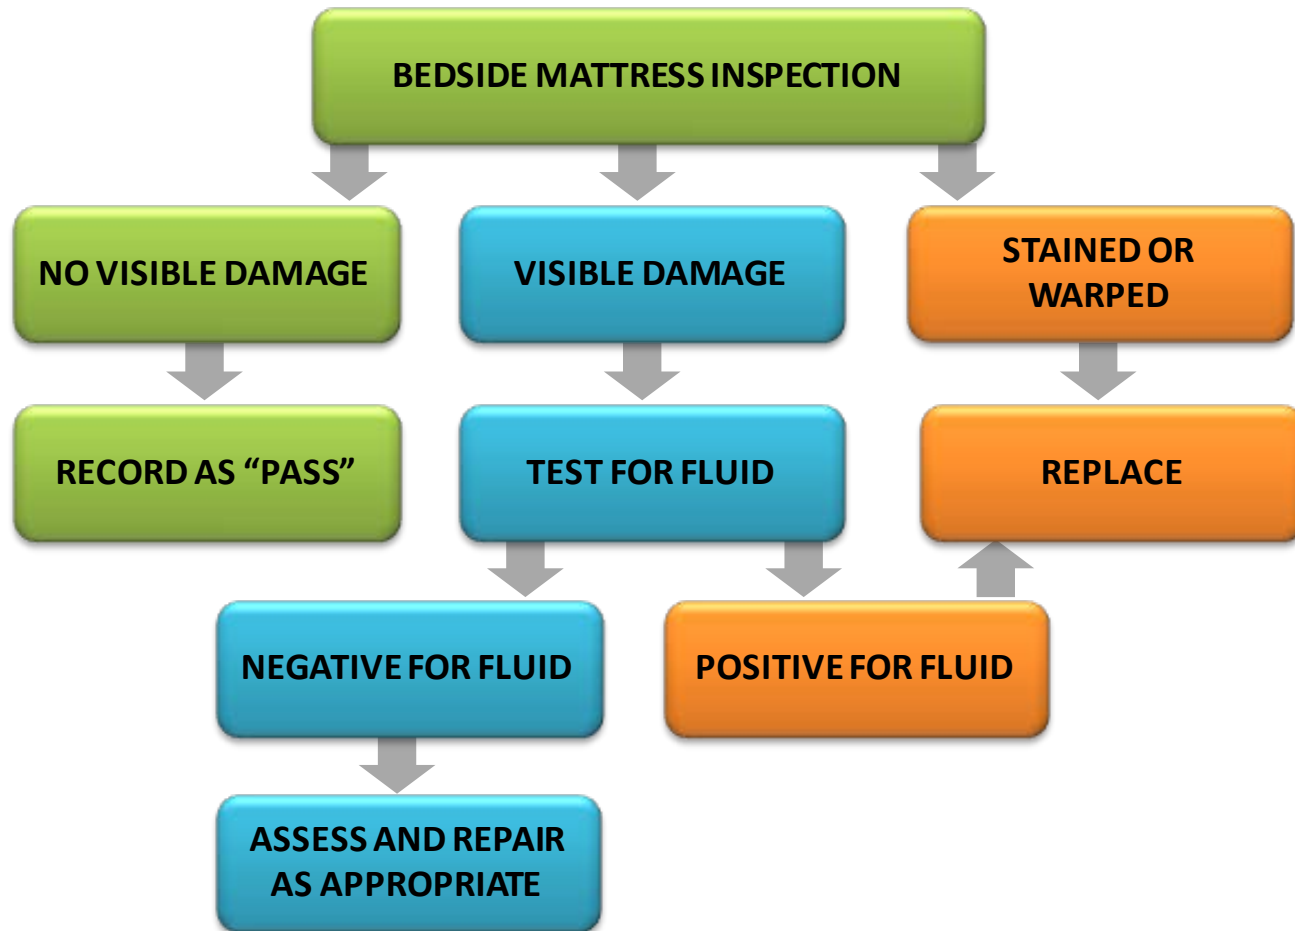 BEDSIDE MATTRESS INSPECTION
NO VISIBLE DAMAGE
VISIBLE DAMAGE
STAINED OR
WARPED
RECORD AS “PASS”
TEST FOR FLUID
REPLACE
NEGATIVE FOR FLUID
POSITIVE FOR FLUID
ASSESS AND REPAIR
AS APPROPRIATE